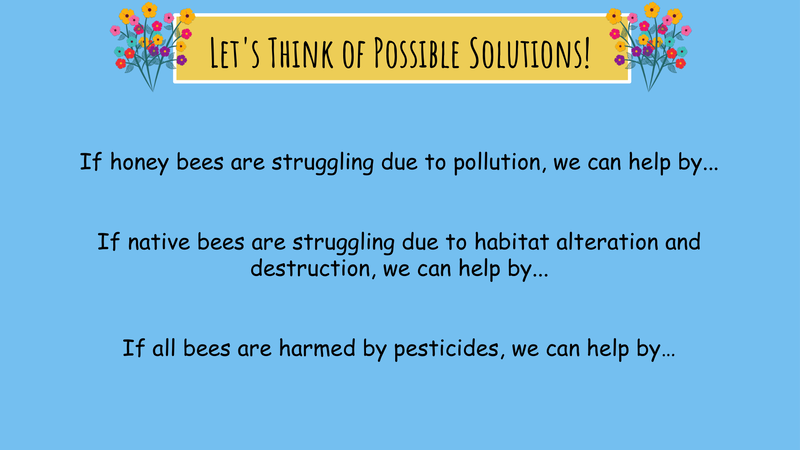 Let's Think of Possible Solutions!
If honey bees are struggling due to pollution, we can help by...
If native bees are struggling due to habitat alteration and
destruction, we can help by...
If all bees are harmed by pesticides, we can help by...